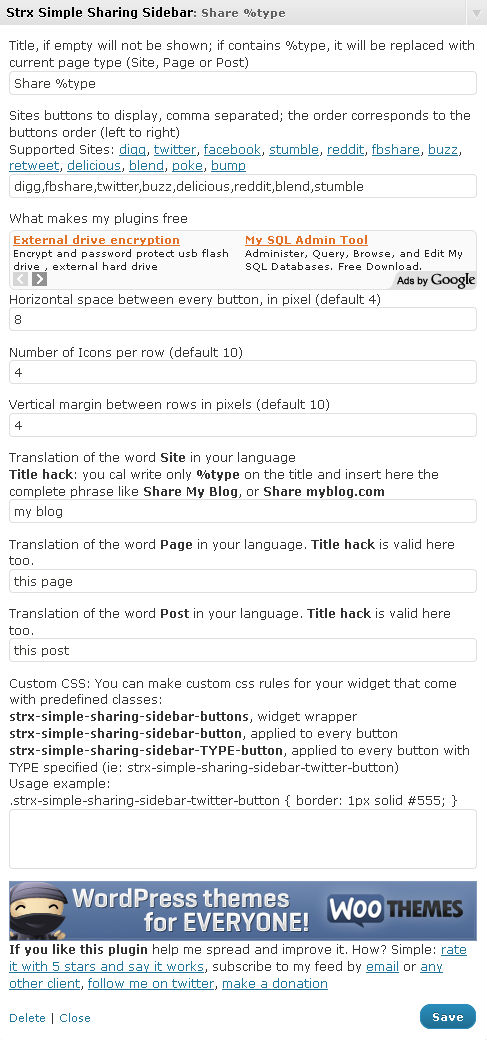 Strx Simple Sharing Sidebar: Share %type
Title, if empty will not be shown; if contains %type, it will be replaced with
current page type (Site, Page or Post)
Share %type
Sites buttons to display, comma separated; the order corresponds to the
buttons order (left to right)
Supported Sites: digg, twitter, facebook, stumble, reddit, fbshare, buzz,
retweet, delicious, blend, poke, bump
digg,fbshare,twitter,buzz,delicious,reddit,blend,stumble
What makes my plugins free
External drive encryption
Encrypt and password protect usb flash
drive , external hard drive
My SQL Admin Tool
Administer, Query, Browse, and Edit My
SQL Databases. Free Download.
Ads by Google
Horizontal space between every button, in pixel (default 4)
8
Number of Icons per row (default 10)
4
Vertical margin between rows in pixels (default 10)
4
Translation of the word Site in your language
Title hack: you cal write only %type on the title and insert here the
complete phrase like Share My Blog, or Share myblog.com
my blog
Translation of the word Page in your language. Title hack is valid here
too.
this page
Translation of the word Post in your language. Title hack is valid here
too.
this post
Custom CSS: You can make custom css rules for your widget that come
with predefined classes:
strx-simple-sharing-sidebar-buttons, widget wrapper
strx-simple-sharing-sidebar-button, applied to every button
strx-simple-sharing-sidebar-TYPE-button, applied to every button with
TYPE specified (ie: strx-simple-sharing-sidebar-twitter-button)
Usage example:
.strx-simple-sharing-sidebar-twitter-button { border: 1px solid #555; }
WordPress themes
for EVERYONE!
WOO THEMES
If you like this plugin help me spread and improve it. How? Simple: rate
it with 5 stars and say it works, subscribe to my feed by email or any
other client, follow me on twitter, make a donation
Delete | Close
Save